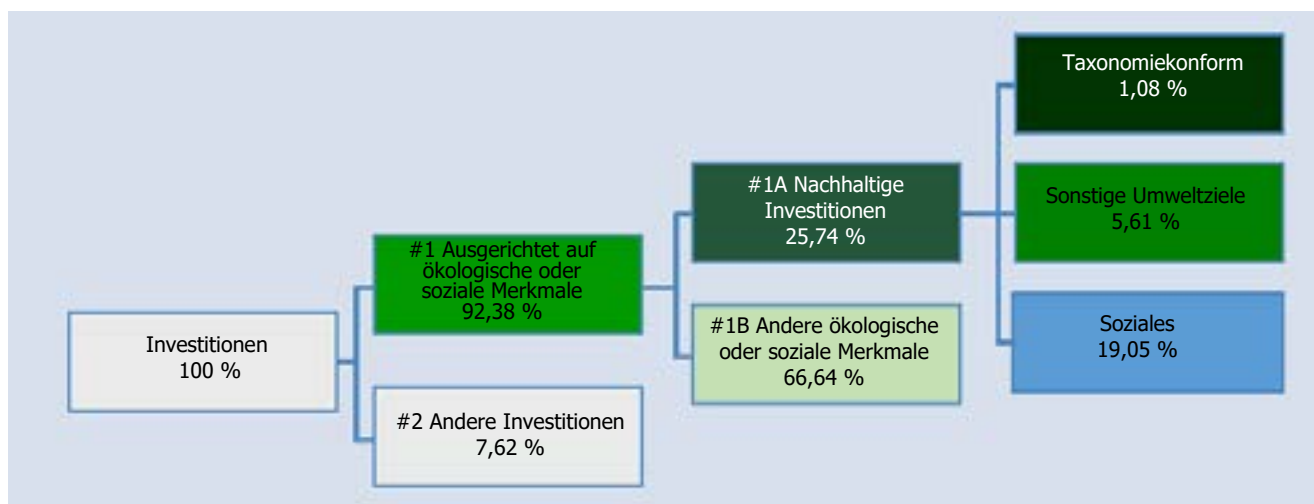 Investitionen
100 %
#1 Ausgerichtet auf
ökologische oder
soziale Merkmale
92,38 %
#2 Andere Investitionen
7,62 %
#1A Nachhaltige
Investitionen
25,74 %
#1B Andere ökologische
oder soziale Merkmale
66,64 %
Taxonomiekonform
1,08 %
Sonstige Umweltziele
5,61 %
Soziales
19,05 %